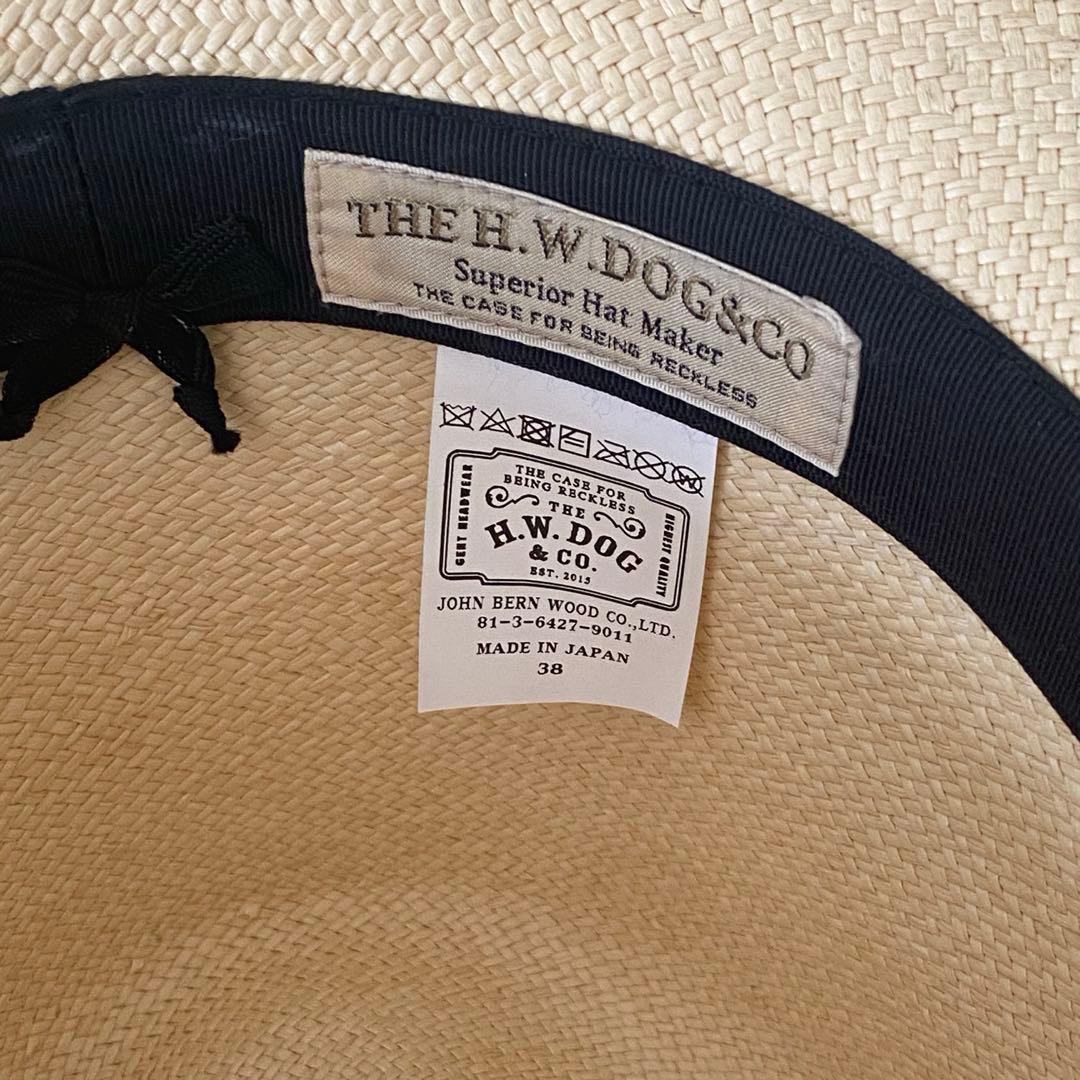 THE H.W.DOG&CO
Superior Hat Maker
THE CASE FOR BEING RECKLESS
THE CASE FOR
BEING RECKLESS
THE
H.W.DOG
& CO.
EST. 2015
GENT HEADWEAR
HIGHEST QUALITY
JOHN BERN WOOD CO.,LTD.
81-3-6427-9011
MADE IN JAPAN
38